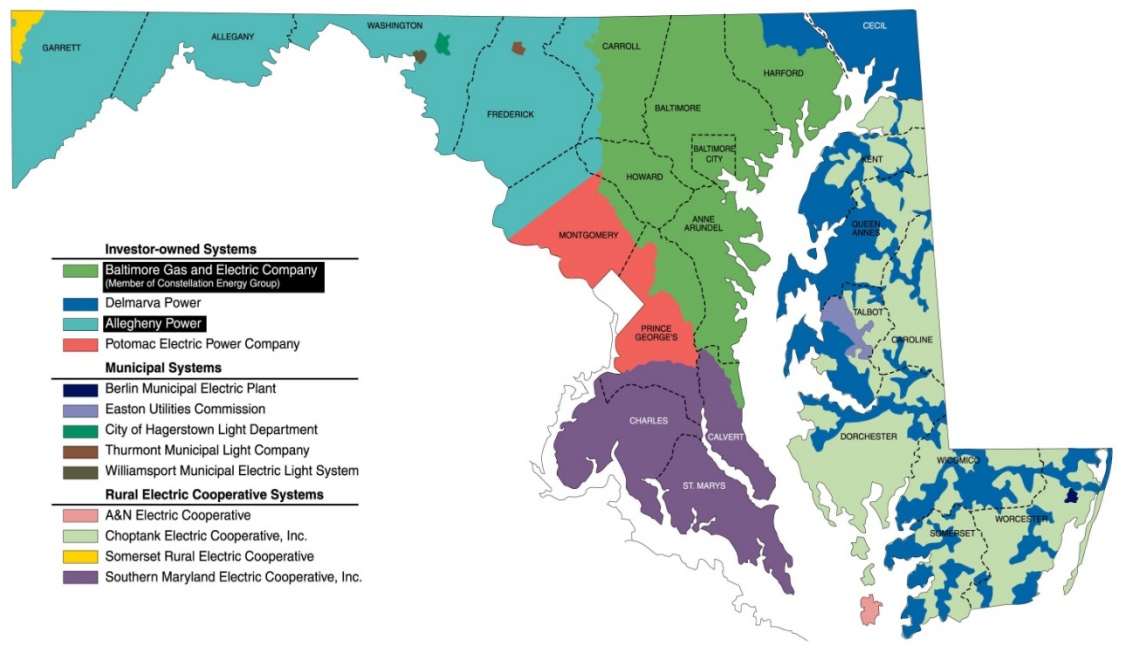 GARRETT
ALLEGANY
WASHINGTON
FREDERICK
CARROLL
BALTIMORE
HARFORD
CECIL
BALTIMORE
CITY
HOWARD
KENT
ANNE
ARUNDEL
QUEEN
ANNES
MONTGOMERY
TALBOT
CAROLINE
PRINCE
GEORGE'S
CHARLES
CALVERT
DORCHESTER
WICOMICO
ST. MARYS
WORCESTER
SOMERSET
Investor-owned Systems
Baltimore Gas and Electric Company
(Member of Constellation Energy Group)
Delmarva Power
Allegheny Power
Potomac Electric Power Company
Municipal Systems
Berlin Municipal Electric Plant
Easton Utilities Commission
City of Hagerstown Light Department
Thurmont Municipal Light Company
Williamsport Municipal Electric Light System
Rural Electric Cooperative Systems
A&N Electric Cooperative
Choptank Electric Cooperative, Inc.
Somerset Rural Electric Cooperative
Southern Maryland Electric Cooperative, Inc.